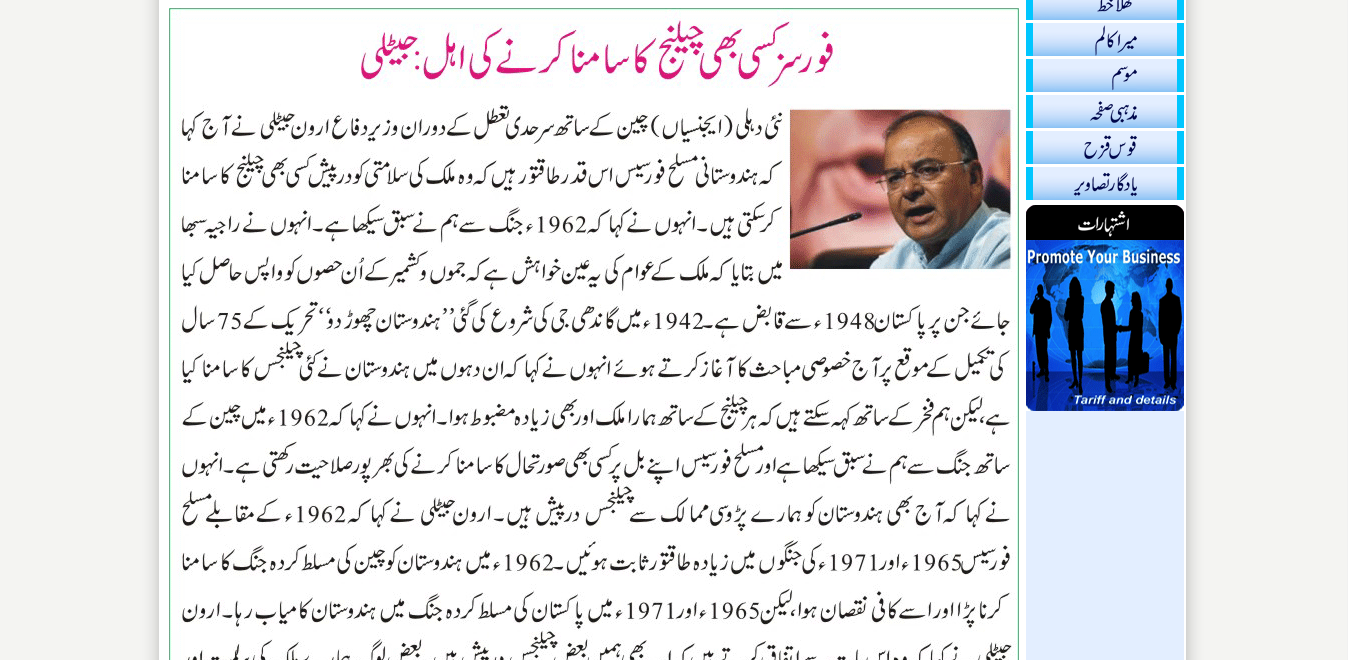 فورسز کسی بھی چیلنج کا سامنا کرنے کی اہل: جیٹلی
نئی دہلی (ایجنسیاں) چین کے ساتھ سرحدی تعطل کے دوران وزیر دفاع ارون جیٹلی نے آج کہا
کہ ہندوستانی مسلح فورسیس اس قدر طاقتور ہیں کہ وہ ملک کی سلامتی کو درپیش کسی بھی چیلنج کا سامنا
کرسکتی ہیں۔ انہوں نے کہا کہ 1962ء جنگ سے ہم نے سبق سیکھا ہے۔ انہوں نے راجیہ سبھا
میں بتایا کہ ملک کے عوام کی یہ عین خواہش ہے کہ جموں و کشمیر کے اُن حصوں کو واپس حاصل کیا
جائے جن پر پاکستان 1948ء سے قابض ہے۔ 1942ء میں گاندھی جی کی شروع کی گئی ’’ہندوستان چھوڑ دو‘‘ تحریک کے 75 سال
کی تکمیل کے موقع پر آج خصوصی مباحث کا آغاز کرتے ہوئے انہوں نے کہا کہ ان دہوں میں ہندوستان نے کئی چیلنجس کا سامنا کیا
ہے، لیکن ہم فخر کے ساتھ کہہ سکتے ہیں کہ ہر چیلنج کے ساتھ ہمارا ملک اور بھی زیادہ مضبوط ہوا۔ انہوں نے کہا کہ 1962ء میں چین کے
ساتھ جنگ سے ہم نے سبق سیکھا ہے اور مسلح فورسیس اپنے بل پر کسی بھی صورتحال کا سامنا کرنے کی بھرپور صلاحیت رکھتی ہے۔ انہوں
نے کہا کہ آج بھی ہندوستان کو ہمارے پڑوسی ممالک سے چیلنجس درپیش ہیں۔ ارون جیٹلی نے کہا کہ 1962ء کے مقابلے مسلح
فورسیس 1965ء اور 1971ء کی جنگوں میں زیادہ طاقتور ثابت ہوئیں۔ 1962ء میں ہندوستان کو چین کی مسلط کردہ جنگ کا سامنا
کرنا پڑا اور اسے کافی نقصان ہوا، لیکن 1965ء اور 1971ء میں پاکستان کی مسلط کردہ جنگ میں ہندوستان کامیاب رہا۔ ارون
کھلا خط
میرا کالم
موسم
مذہبی صفحہ
قوس قزح
یادگار تصاویر
اشتہارات
Promote Your Business
Tariff and details